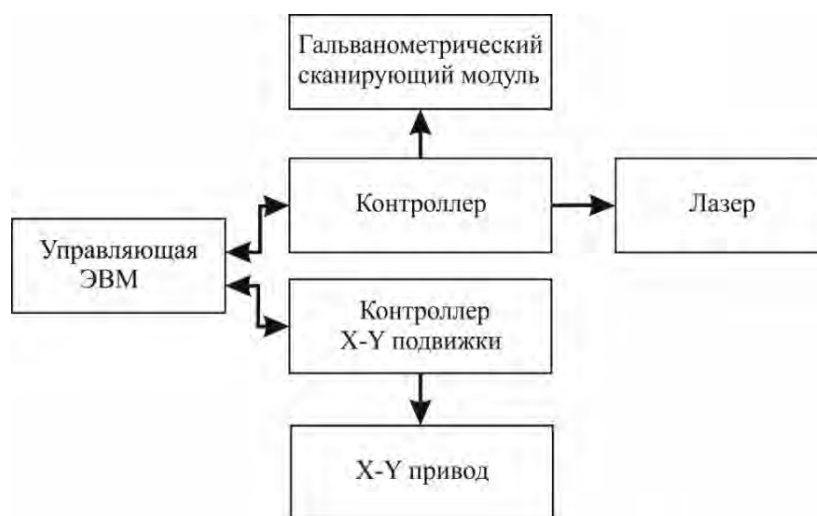 Гальванометрический
сканирующий модуль
Контроллер
Лазер
Управляющая
ЭВМ
Контроллер
X-Y подвижки
X-Y привод